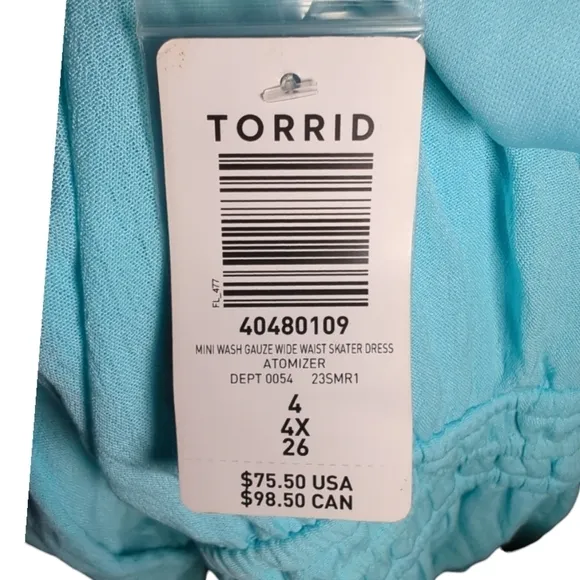 TORRID
FL_477
40480109
MINI WASH GAUZE WIDE WAIST SKATER DRESS
ATOMIZER
DEPT 0054 23SMR1
4
4X
26
$75.50 USA
$98.50 CAN